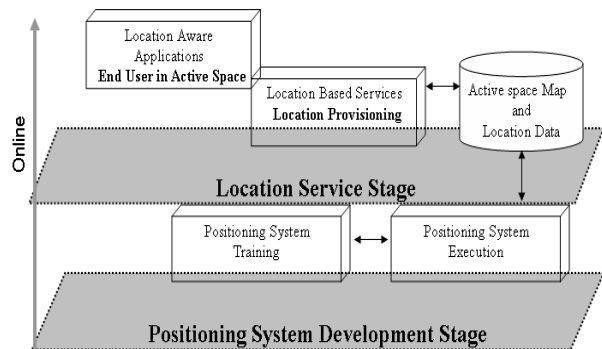 Location Aware
Applications
End User in Active Space
Location Based Services
Location Provisioning
Active space Map
and
Location Data
Online
Location Service Stage
Positioning System
Training
Positioning System
Execution
Positioning System Development Stage